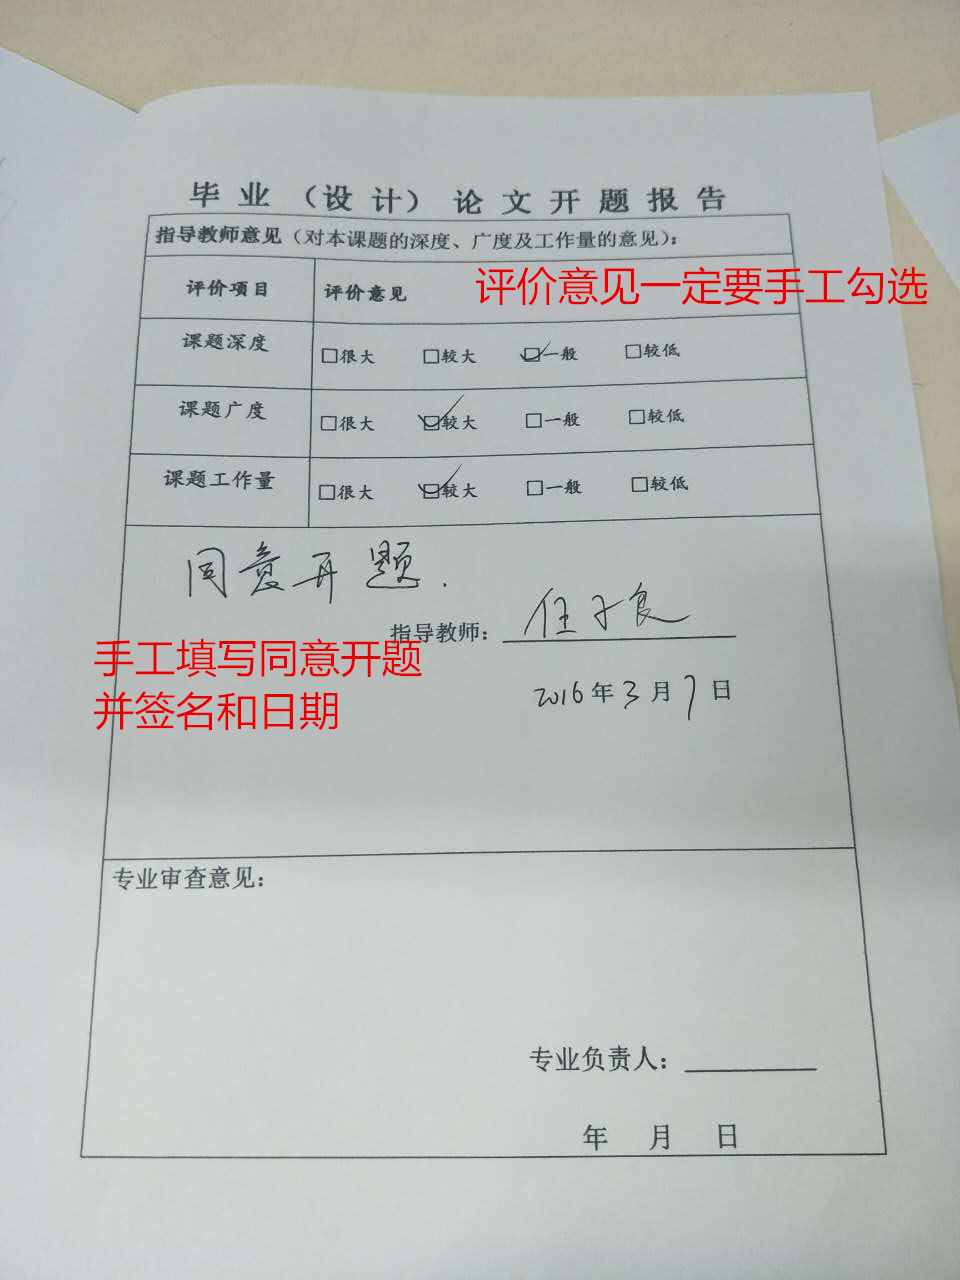 毕业（设计）论文开题报告
指导教师意见（对本课题的深度、广度及工作量的意见）：
评价项目 评价意见 评价意见一定要手工勾选
课题深度 □很大 □较大 ☑一般 □较低
课题广度 □很大 ☑较大 □一般 □较低
课题工作量 □很大 ☑较大 □一般 □较低
同意开题.
指导教师：任子良
手工填写同意开题
并签名和日期
2016年3月7日
专业审查意见：
专业负责人：
年 月 日